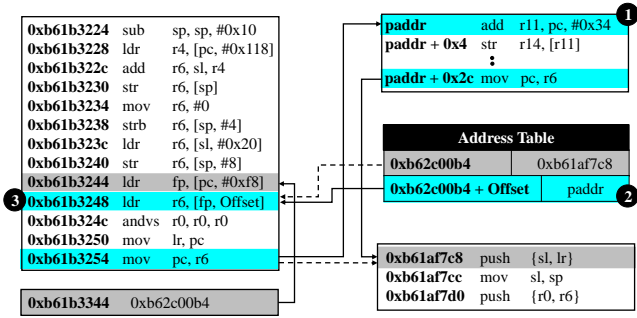 0xb61b3224 sub sp, sp, #0x10
0xb61b3228 ldr r4, [pc, #0x118]
0xb61b322c add r6, sl, r4
0xb61b3230 str r6, [sp]
0xb61b3234 mov r6, #0
0xb61b3238 strb r6, [sp, #4]
0xb61b323c ldr r6, [sl, #0x20]
0xb61b3240 str r6, [sp, #8]
0xb61b3244 ldr fp, [pc, #0xf8]
3 0xb61b3248 ldr r6, [fp, Offset]
0xb61b324c andvs r0, r0, r0
0xb61b3250 mov lr, pc
0xb61b3254 mov pc, r6
0xb61b3344 0xb62c00b4
1
paddr add r11, pc, #0x34
paddr + 0x4 str r14, [r11]
paddr + 0x2c mov pc, r6
Address Table
0xb62c00b4 0xb61af7c8
0xb62c00b4 + Offset paddr
2
0xb61af7c8 push {sl, lr}
0xb61af7cc mov sl, sp
0xb61af7d0 push {r0, r6}